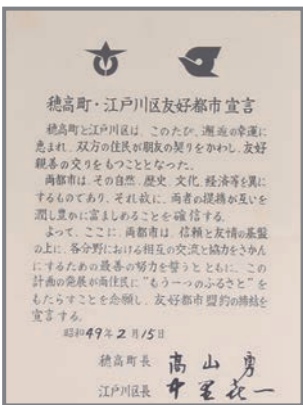 穂高町・江戸川区友好都市宣言
穂高町と江戸川区は、このたび、邂逅の幸運に
恵まれ、双方の住民が朋友の契りをかわし、友好
親善の交りをもつこととなった。
両都市は、その自然、歴史、文化、経済等を異に
するものであり、それ故に、両者の提携が互いを
潤し豊かに富ましめることを確信する。
よって、ここに、両都市は、信頼と友情の基盤
の上に、各分野における相互の交流と協力をさかん
にするための最善の努力を誓うとともに、この
計画の発展が両住民に"もう一つのふるさと"を
もたらすことを念願し、友好都市盟約の締結を
宣言する。
昭和49年2月15日
穂高町長 高山勇
江戸川区長 中里喜一